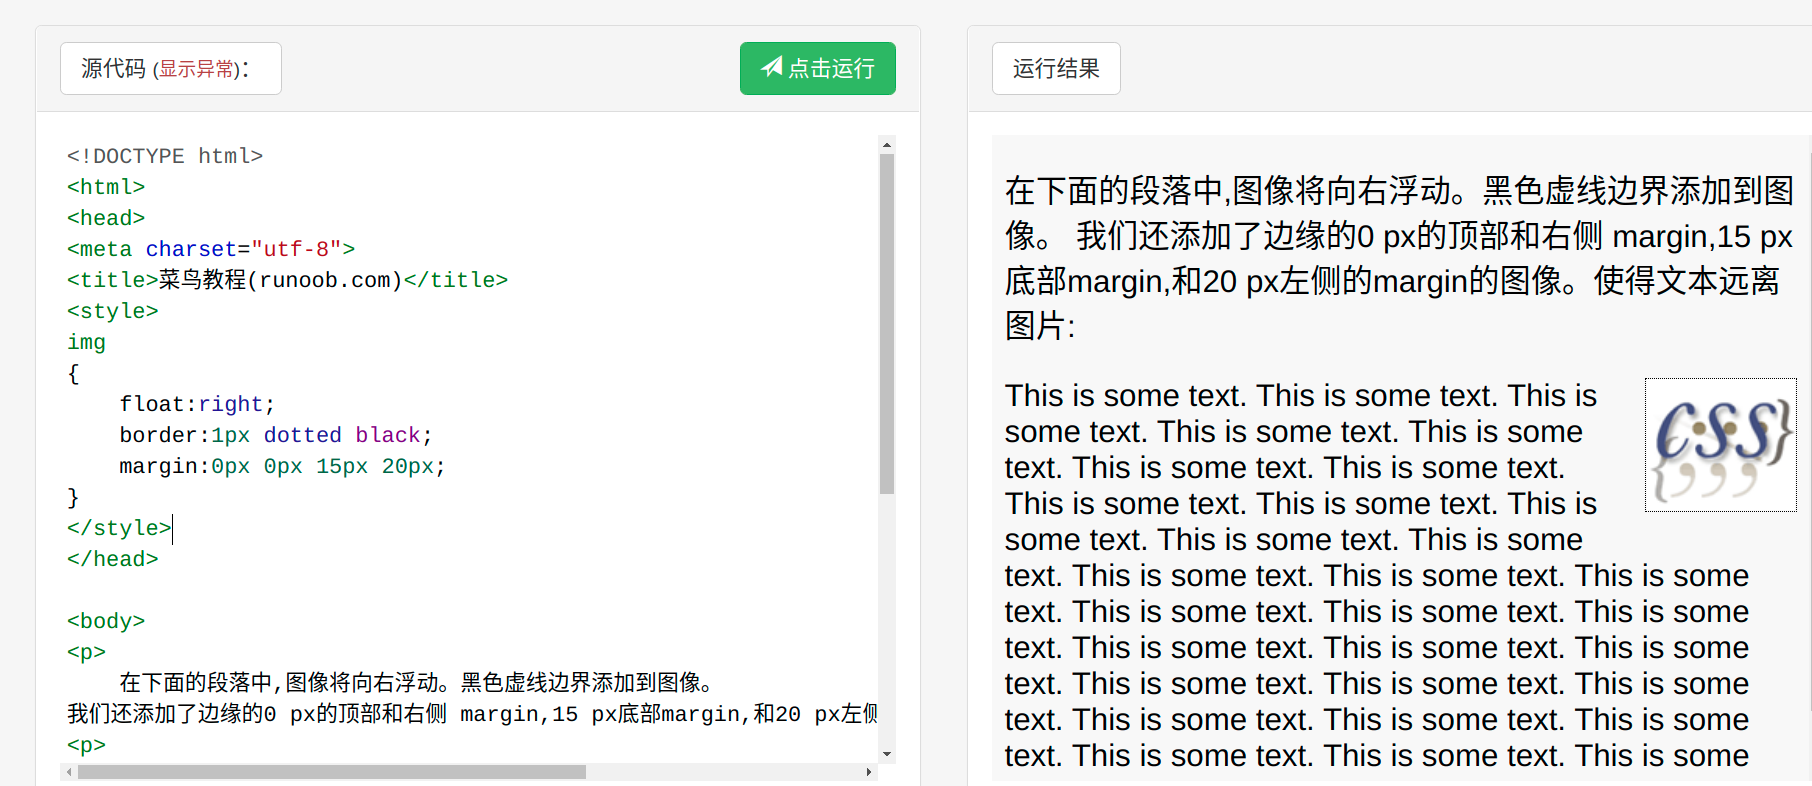 源代码 (显示异常)：
点击运行
<!DOCTYPE html>
<html>
<head>
<meta charset="utf-8">
<title>菜鸟教程(runoob.com)</title>
<style>
img
{
    float:right;
    border:1px dotted black;
    margin:0px 0px 15px 20px;
}
</style>
</head>
<body>
<p>
    在下面的段落中,图像将向右浮动。黑色虚线边界添加到图像。
我们还添加了边缘的0 px的顶部和右侧 margin,15 px底部margin,和20 px左侧
<p>
运行结果
在下面的段落中,图像将向右浮动。黑色虚线边界添加到图
像。 我们还添加了边缘的0 px的顶部和右侧 margin,15 px
底部margin,和20 px左侧的margin的图像。使得文本远离
图片:
This is some text. This is some text. This is
some text. This is some text. This is some
text. This is some text. This is some text.
This is some text. This is some text. This is
some text. This is some text. This is some
text. This is some text. This is some text. This is some
text. This is some text. This is some text. This is some
text. This is some text. This is some text. This is some
text. This is some text. This is some text. This is some
text. This is some text. This is some text. This is some
text. This is some text. This is some text. This is some
{CSS}
{;;;